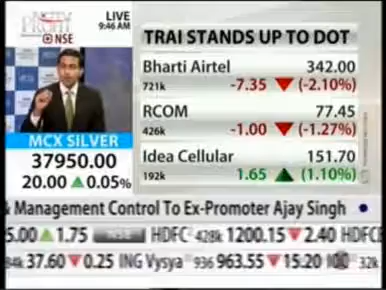 NDTV PROFIT
NSE
LIVE
9:46 AM
TRAI STANDS UP TO DOT
Bharti Airtel 342.00
721k -7.35 ▼ (-2.10%)
RCOM 77.45
426k -1.00 ▼ (-1.27%)
Idea Cellular 151.70
192k 1.65 ▲ (1.10%)
MCX SILVER
37950.00
20.00 ▲ 0.05%
& Management Control To Ex-Promoter Ajay Singh •
5.00 ▲ 1.75 NSE HDFC 428k 1200.15 ▼ 2.40 HDFC
84k 37.60 ▼ 0.25 ING Vysya 936 963.55 ▼ 15.20 32k